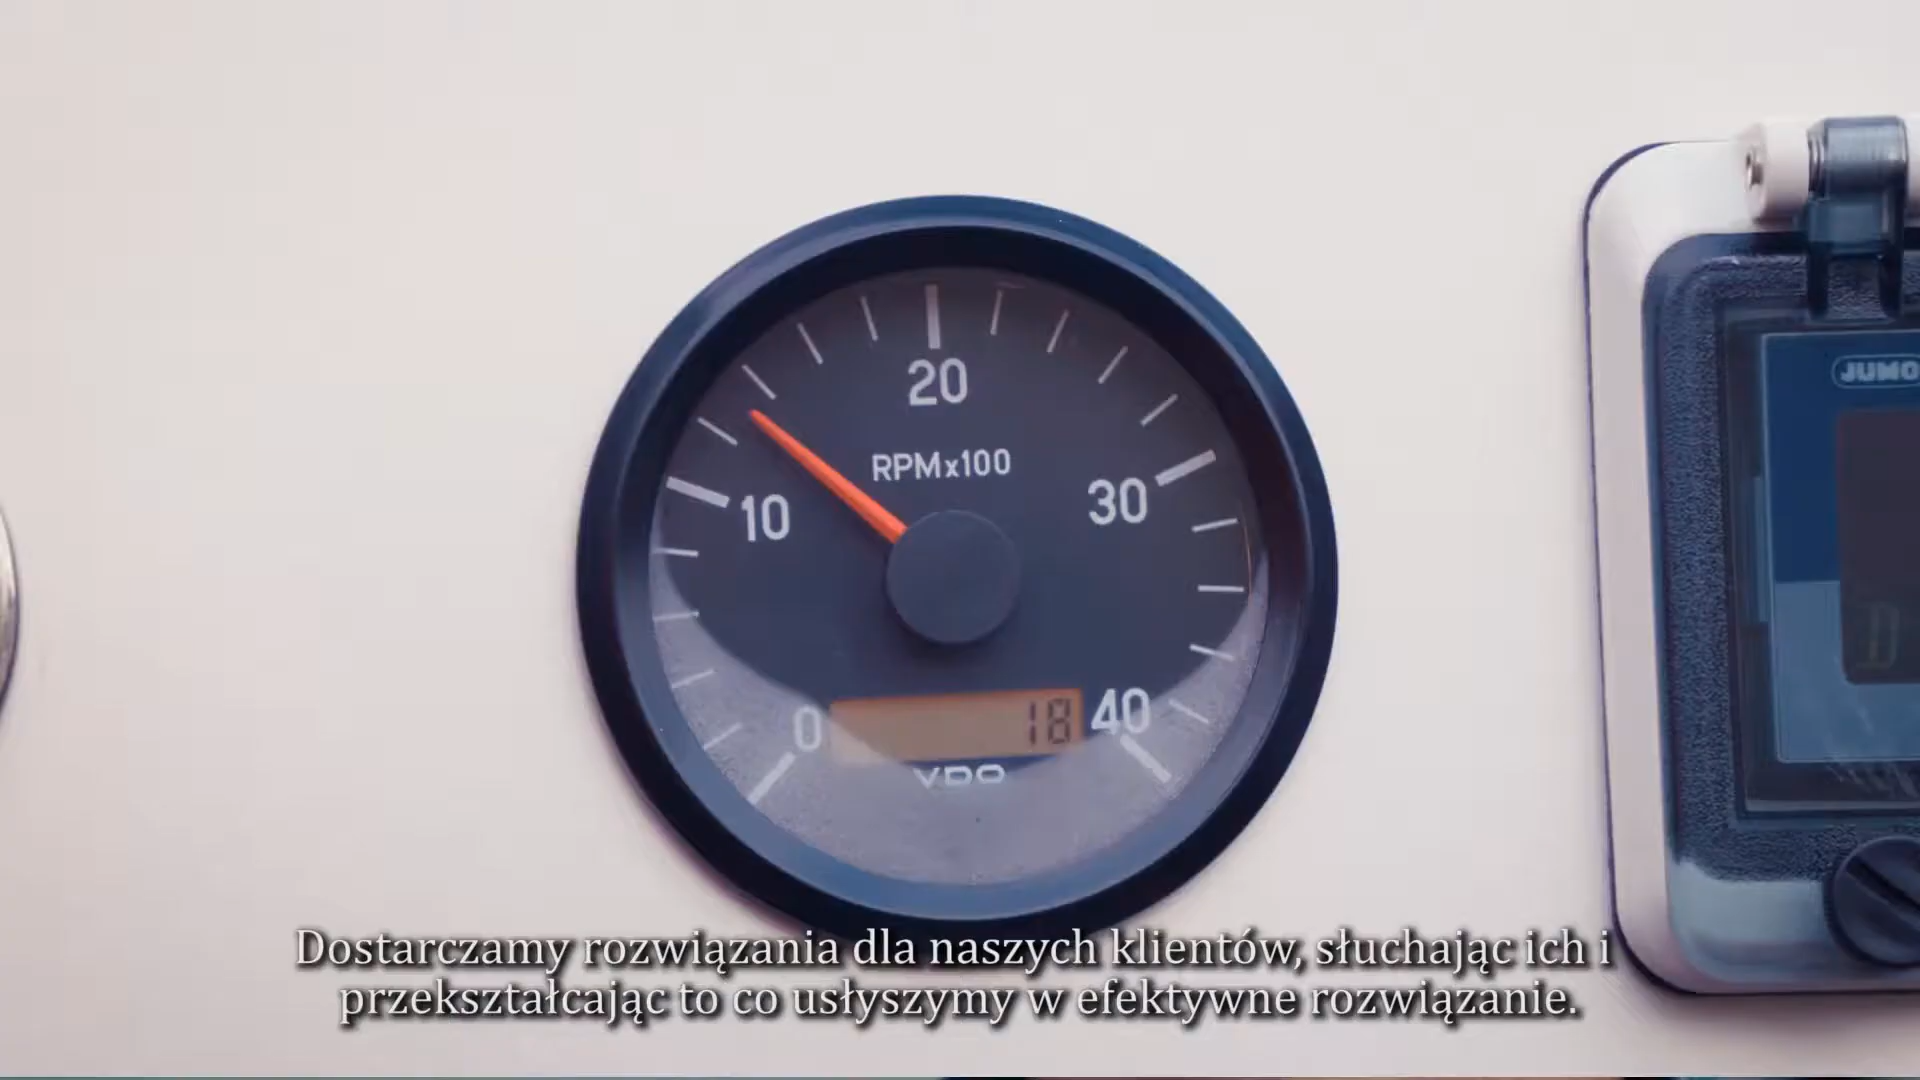 20
RPMx100
10
30
0
18
40
VDO
JUMO
Dostarczamy rozwiązania dla naszych klientów, słuchając ich i
przekształcając to co usłyszymy w efektywne rozwiązanie.